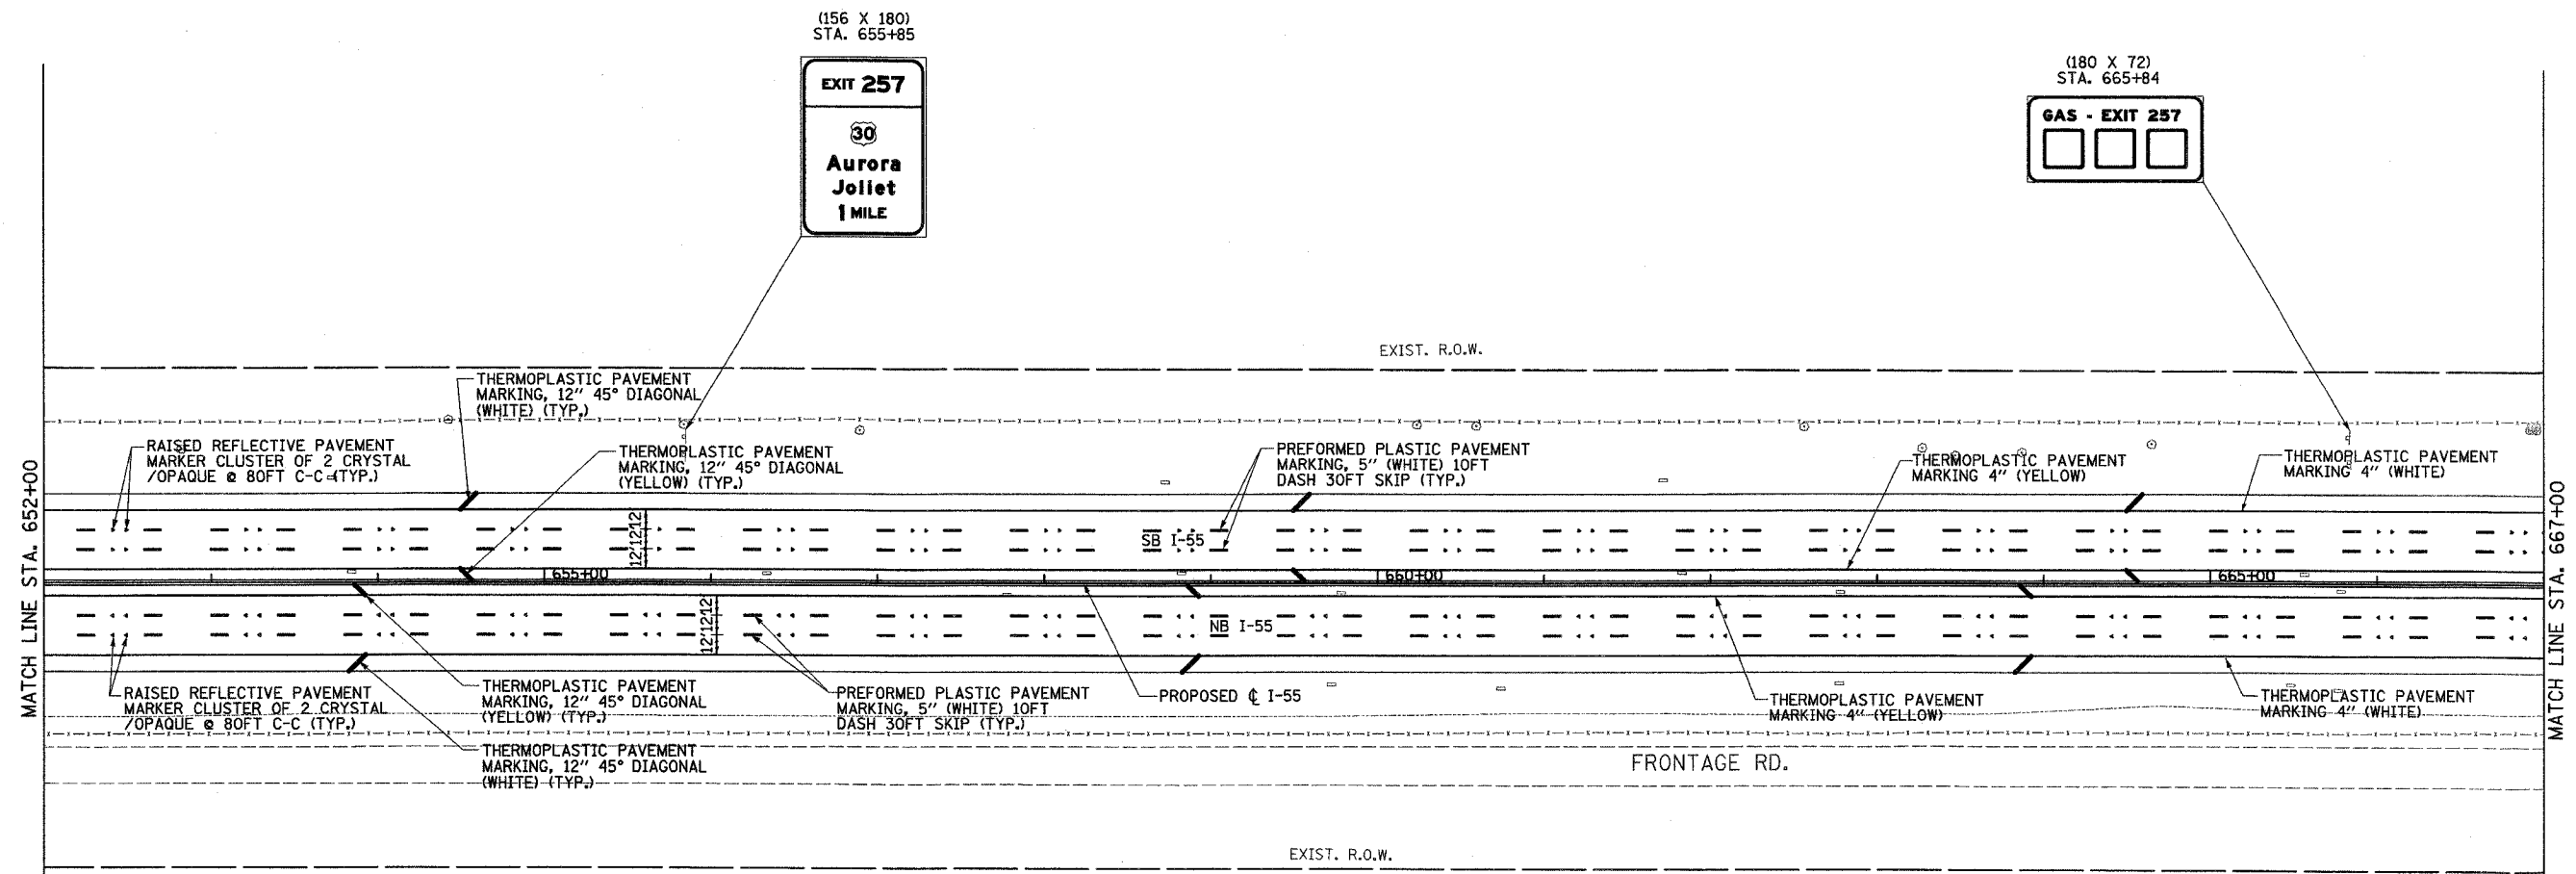 (156 X 180)
STA. 655+85
EXIT 257
30
Aurora
Joliet
1 MILE
(180 X 72)
STA. 665+84
GAS - EXIT 257
EXIST. R.O.W.
THERMOPLASTIC PAVEMENT
MARKING, 12" 45° DIAGONAL
(WHITE) (TYP.)
RAISED REFLECTIVE PAVEMENT
MARKER CLUSTER OF 2 CRYSTAL
/OPAQUE @ 80FT C-C (TYP.)
THERMOPLASTIC PAVEMENT
MARKING, 12" 45° DIAGONAL
(YELLOW) (TYP.)
PREFORMED PLASTIC PAVEMENT
MARKING, 5" (WHITE) 10FT
DASH 30FT SKIP (TYP.)
THERMOPLASTIC PAVEMENT
MARKING 4" (YELLOW)
THERMOPLASTIC PAVEMENT
MARKING 4" (WHITE)
MATCH LINE STA. 652+00
12'12'12'
SB I-55
655+00
660+00
665+00
12'12'12'
NB I-55
MATCH LINE STA. 667+00
RAISED REFLECTIVE PAVEMENT
MARKER CLUSTER OF 2 CRYSTAL
/OPAQUE @ 80FT C-C (TYP.)
THERMOPLASTIC PAVEMENT
MARKING, 12" 45° DIAGONAL
(YELLOW) (TYP.)
PREFORMED PLASTIC PAVEMENT
MARKING, 5" (WHITE) 10FT
DASH 30FT SKIP (TYP.)
PROPOSED ℄ I-55
THERMOPLASTIC PAVEMENT
MARKING 4" (YELLOW)
THERMOPLASTIC PAVEMENT
MARKING 4" (WHITE)
THERMOPLASTIC PAVEMENT
MARKING, 12" 45° DIAGONAL
(WHITE) (TYP.)
FRONTAGE RD.
EXIST. R.O.W.